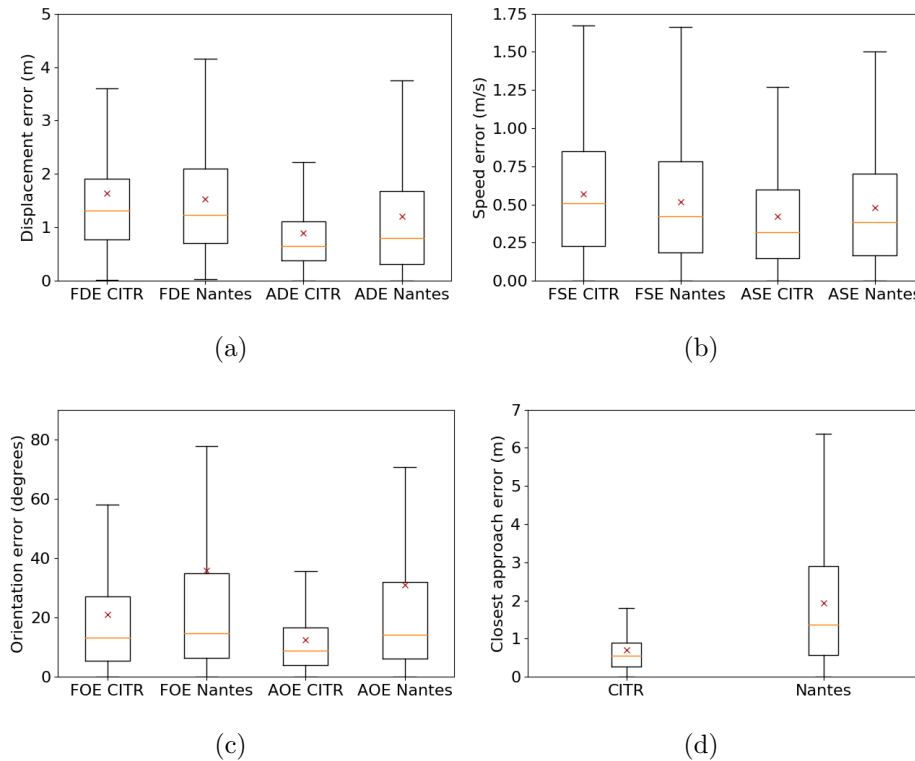 Displacement error (m)
5
4
3
2
1
0
FDE CITR FDE Nantes ADE CITR ADE Nantes
(a)
Speed error (m/s)
1.75
1.50
1.25
1.00
0.75
0.50
0.25
0.00
FSE CITR FSE Nantes ASE CITR ASE Nantes
(b)
Orientation error (degrees)
80
60
40
20
0
FOE CITR FOE Nantes AOE CITR AOE Nantes
(c)
Closest approach error (m)
7
6
5
4
3
2
1
0
CITR Nantes
(d)